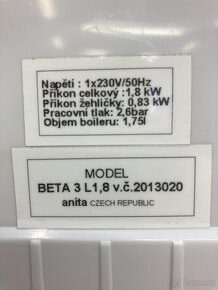 Napětí : 1x230V/50Hz
Příkon celkový :1,8 kW
Příkon žehličky: 0,83 kW
Pracovní tlak: 2,6bar
Objem boileru: 1,75l
MODEL
BETA 3 L1,8 v.č.2013020
anita CZECH REPUBLIC